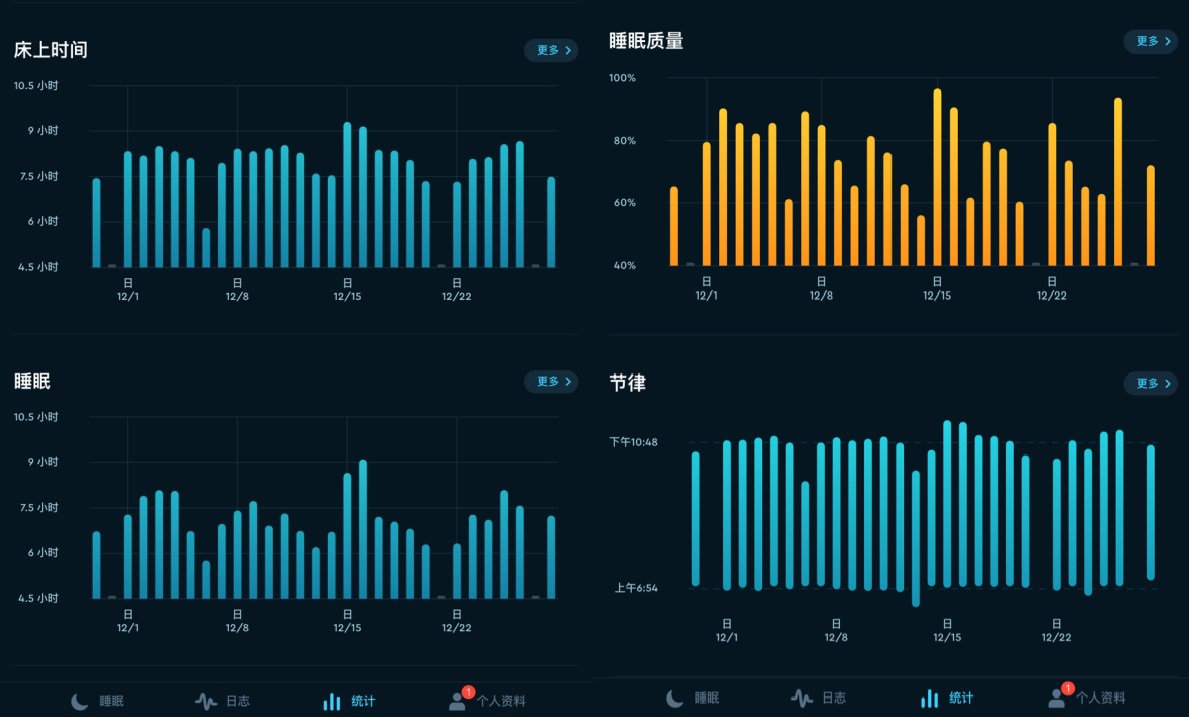 床上时间
更多
10.5 小时
9 小时
7.5 小时
6 小时
4.5 小时
日 日 日 日
12/1 12/8 12/15 12/22
睡眠
更多
10.5 小时
9 小时
7.5 小时
6 小时
4.5 小时
日 日 日 日
12/1 12/8 12/15 12/22
睡眠 日志 统计 1 个人资料
睡眠质量
更多
100%
80%
60%
40%
日 日 日 日
12/1 12/8 12/15 12/22
节律
更多
下午10:48
上午6:54
日 日 日 日
12/1 12/8 12/15 12/22
睡眠 日志 统计 1 个人资料